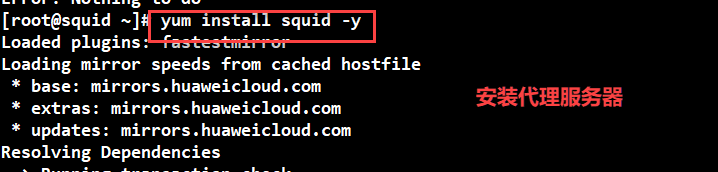 Error: Nothing to do
[root@squid ~]# yum install squid -y
Loaded plugins: fastestmirror
Loading mirror speeds from cached hostfile
* base: mirrors.huaweicloud.com
* extras: mirrors.huaweicloud.com
* updates: mirrors.huaweicloud.com
安装代理服务器
Resolving Dependencies
--> Running transaction check